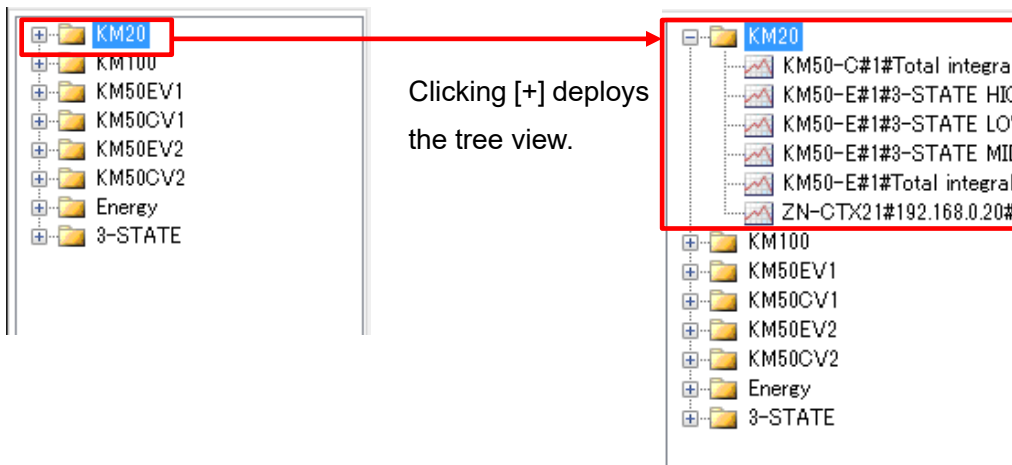 KM20
KM100
KM50EV1
KM50CV1
KM50EV2
KM50CV2
Energy
3-STATE
Clicking [+] deploys
the tree view.
KM20
KM50-C#1#Total integra
KM50-E#1#3-STATE HIG
KM50-E#1#3-STATE LO
KM50-E#1#3-STATE MI
KM50-E#1#Total integral
ZN-CTX21#192.168.0.20#
KM100
KM50EV1
KM50CV1
KM50EV2
KM50CV2
Energy
3-STATE